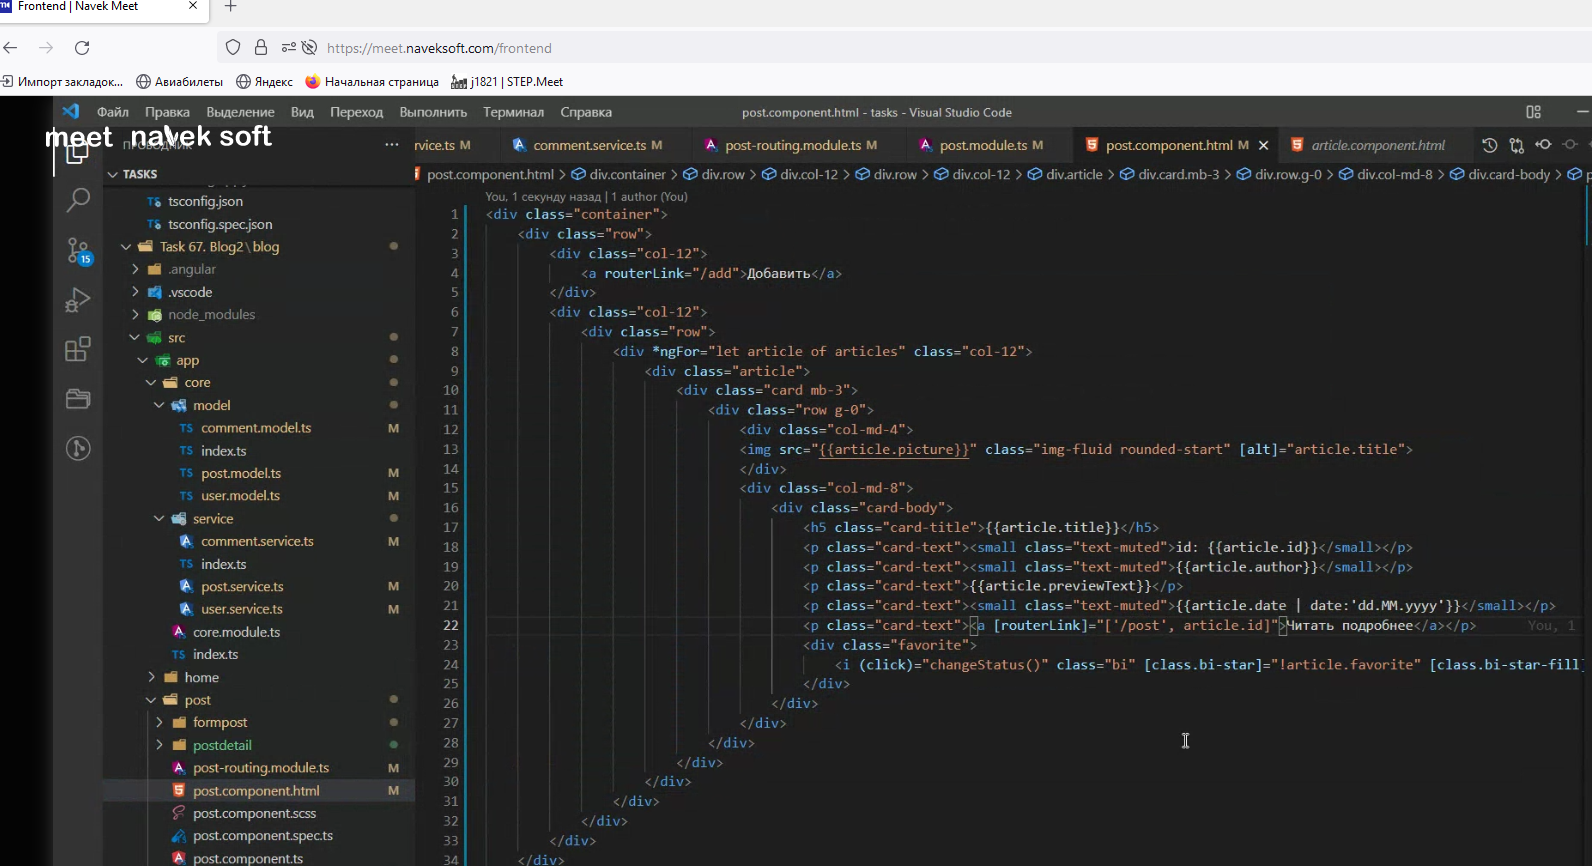 Frontend | Navek Meet
https://meet.naveksoft.com/frontend
Импорт закладок...
Авиабилеты
Яндекс
Начальная страница
j1821 | STEP.Meet
Файл Правка Выделение Вид Переход Выполнить Терминал Справка
post.component.html - tasks - Visual Studio Code
meet navek soft
ПРОВОДНИК
rvice.ts M
comment.service.ts M
post-routing.module.ts M
post.module.ts M
post.component.html M
article.component.html
TASKS
post.component.html > div.container > div.row > div.col-12 > div.row > div.col-12 > div.article > div.card.mb-3 > div.row.g-0 > div.col-md-8 > div.card-body > p
tsconfig.json
tsconfig.spec.json
Task 67. Blog2\blog
.angular
.vscode
node_modules
src
app
core
model
comment.model.ts M
index.ts
post.model.ts M
user.model.ts M
service
comment.service.ts M
index.ts
post.service.ts M
user.service.ts M
core.module.ts
index.ts
home
post
formpost
postdetail
post-routing.module.ts M
post.component.html M
post.component.scss
post.component.spec.ts
post.component.ts
15
You, 1 секунду назад | 1 author (You)
1 <div class="container">
2 <div class="row">
3 <div class="col-12">
4 <a routerLink="/add">Добавить</a>
5 </div>
6 <div class="col-12">
7 <div class="row">
8 <div *ngFor="let article of articles" class="col-12">
9 <div class="article">
10 <div class="card mb-3">
11 <div class="row g-0">
12 <div class="col-md-4">
13 <img src="{{article.picture}}" class="img-fluid rounded-start" [alt]="article.title">
14 </div>
15 <div class="col-md-8">
16 <div class="card-body">
17 <h5 class="card-title">{{article.title}}</h5>
18 <p class="card-text"><small class="text-muted">id: {{article.id}}</small></p>
19 <p class="card-text"><small class="text-muted">{{article.author}}</small></p>
20 <p class="card-text">{{article.previewText}}</p>
21 <p class="card-text"><small class="text-muted">{{article.date | date:'dd.MM.yyyy'}}</small></p>
22 <p class="card-text"><a [routerLink]="['/post', article.id]">Читать подробнее</a></p> You, 1
23 <div class="favorite">
24 <i (click)="changeStatus()" class="bi" [class.bi-star]="!article.favorite" [class.bi-star-fill]
25 </div>
26 </div>
27 </div>
28 </div>
29 </div>
30 </div>
31 </div>
32 </div>
33 </div>
34 </div>